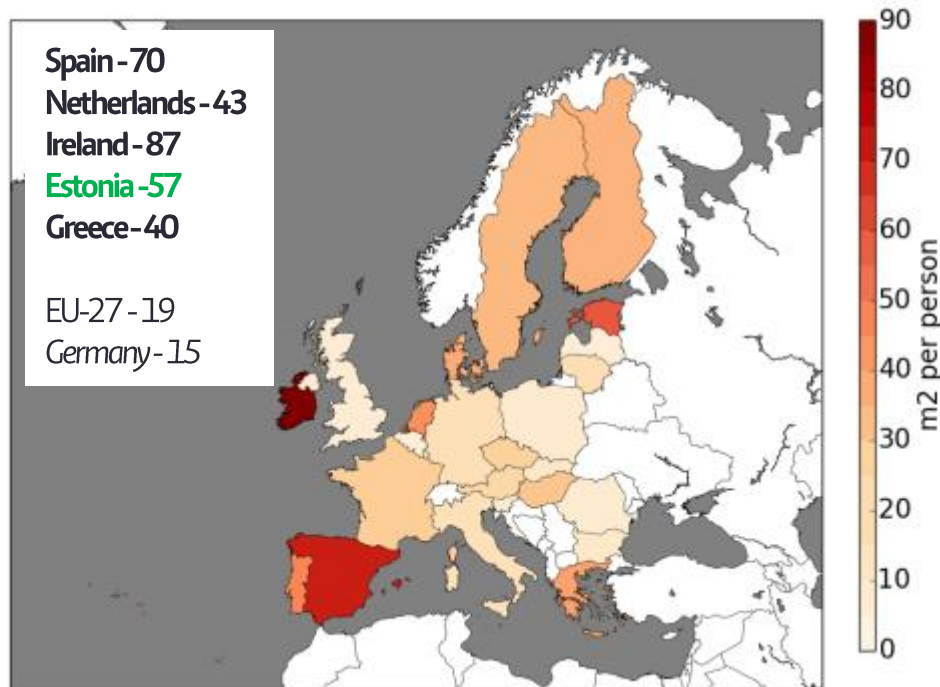 Spain - 70
Netherlands - 43
Ireland - 87
Estonia -57
Greece - 40
EU-27 - 19
Germany - 15
90
80
70
60
50
40
30
20
10
0
m2 per person